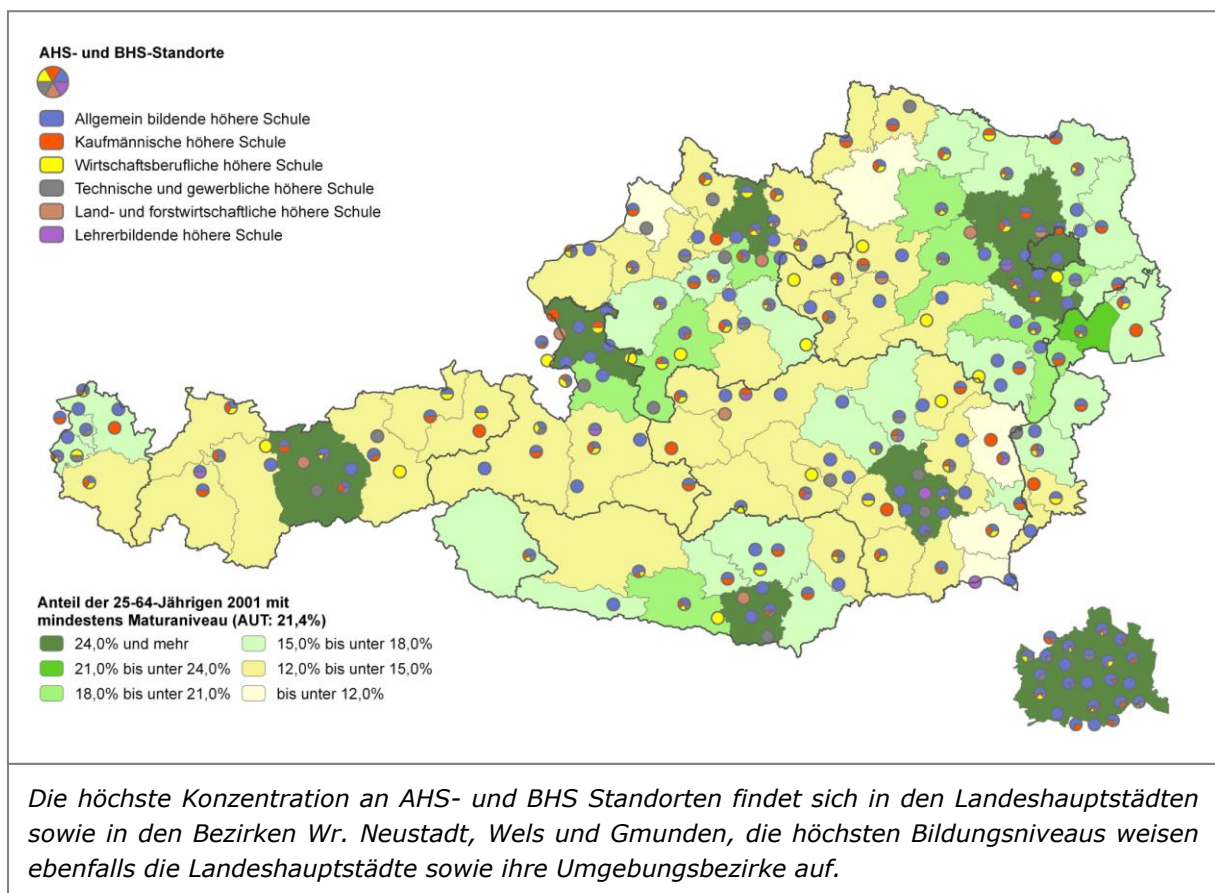 AHS- und BHS-Standorte
Allgemein bildende höhere Schule
Kaufmännische höhere Schule
Wirtschaftsberufliche höhere Schule
Technische und gewerbliche höhere Schule
Land- und forstwirtschaftliche höhere Schule
Lehrerbildende höhere Schule
Anteil der 25-64-Jährigen 2001 mit
mindestens Maturaniveau (AUT: 21,4%)
24,0% und mehr
21,0% bis unter 24,0%
18,0% bis unter 21,0%
15,0% bis unter 18,0%
12,0% bis unter 15,0%
bis unter 12,0%
Die höchste Konzentration an AHS- und BHS Standorten findet sich in den Landeshauptstädten
sowie in den Bezirken Wr. Neustadt, Wels und Gmunden, die höchsten Bildungsniveaus weisen
ebenfalls die Landeshauptstädte sowie ihre Umgebungsbezirke auf.